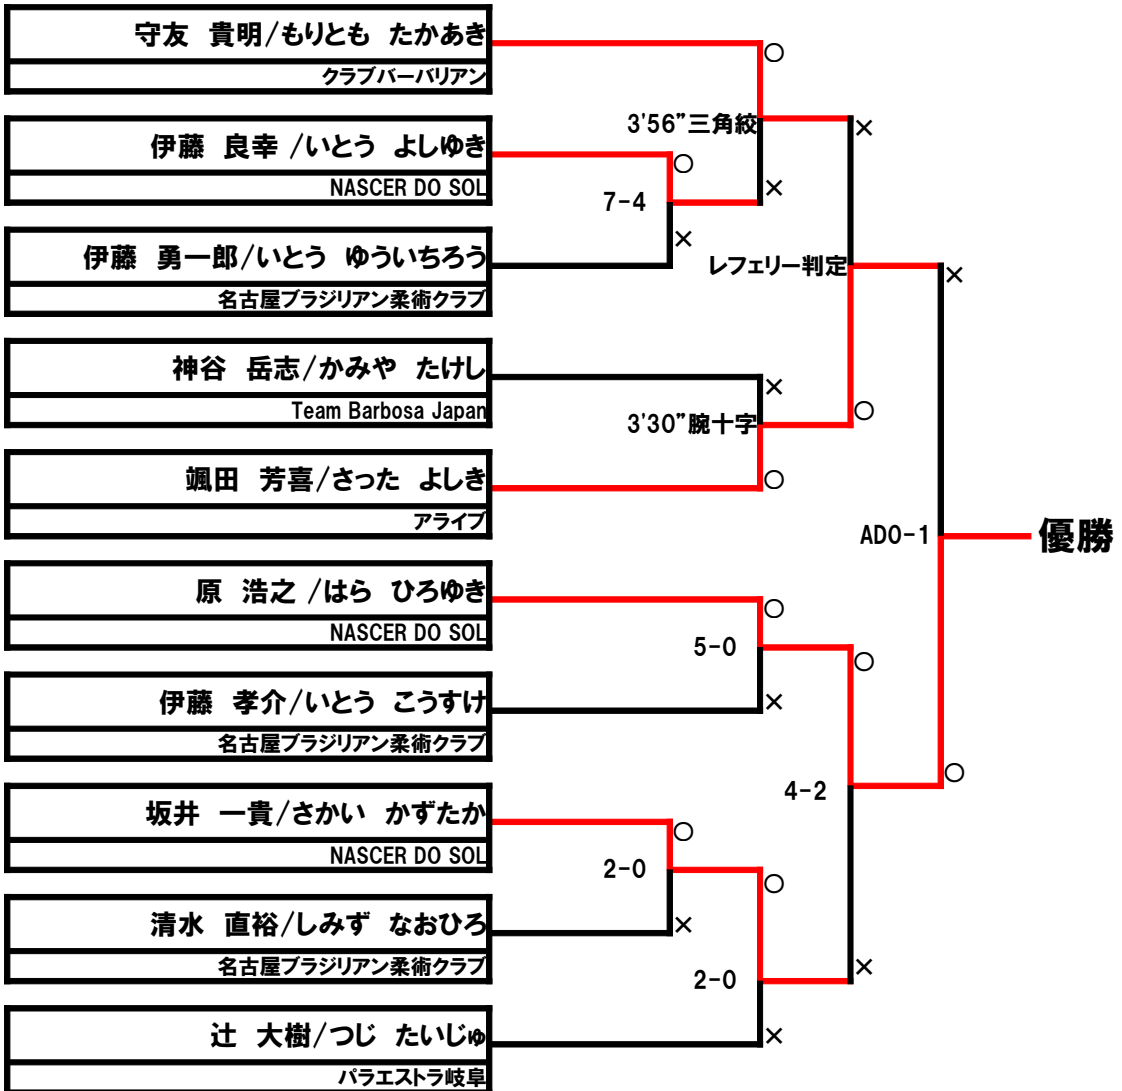 守友 貴明/もりとも たかあき
クラブバーバリアン
伊藤 良幸 /いとう よしゆき
NASCER DO SOL
伊藤 勇一郎/いとう ゆういちろう
名古屋ブラジリアン柔術クラブ
神谷 岳志/かみや たけし
Team Barbosa Japan
颯田 芳喜/さった よしき
アライブ
原 浩之 /はら ひろゆき
NASCER DO SOL
伊藤 孝介/いとう こうすけ
名古屋ブラジリアン柔術クラブ
坂井 一貴/さかい かずたか
NASCER DO SOL
清水 直裕/しみず なおひろ
名古屋ブラジリアン柔術クラブ
辻 大樹/つじ たいじゅ
パラエストラ岐阜
○
×
7-4
○
×
2-0
○
3'56”三角絞
×
×
3'30”腕十字
○
○
5-0
×
○
2-0
×
×
レフェリー判定
○
○
4-2
×
×
AD0-1
○
優勝